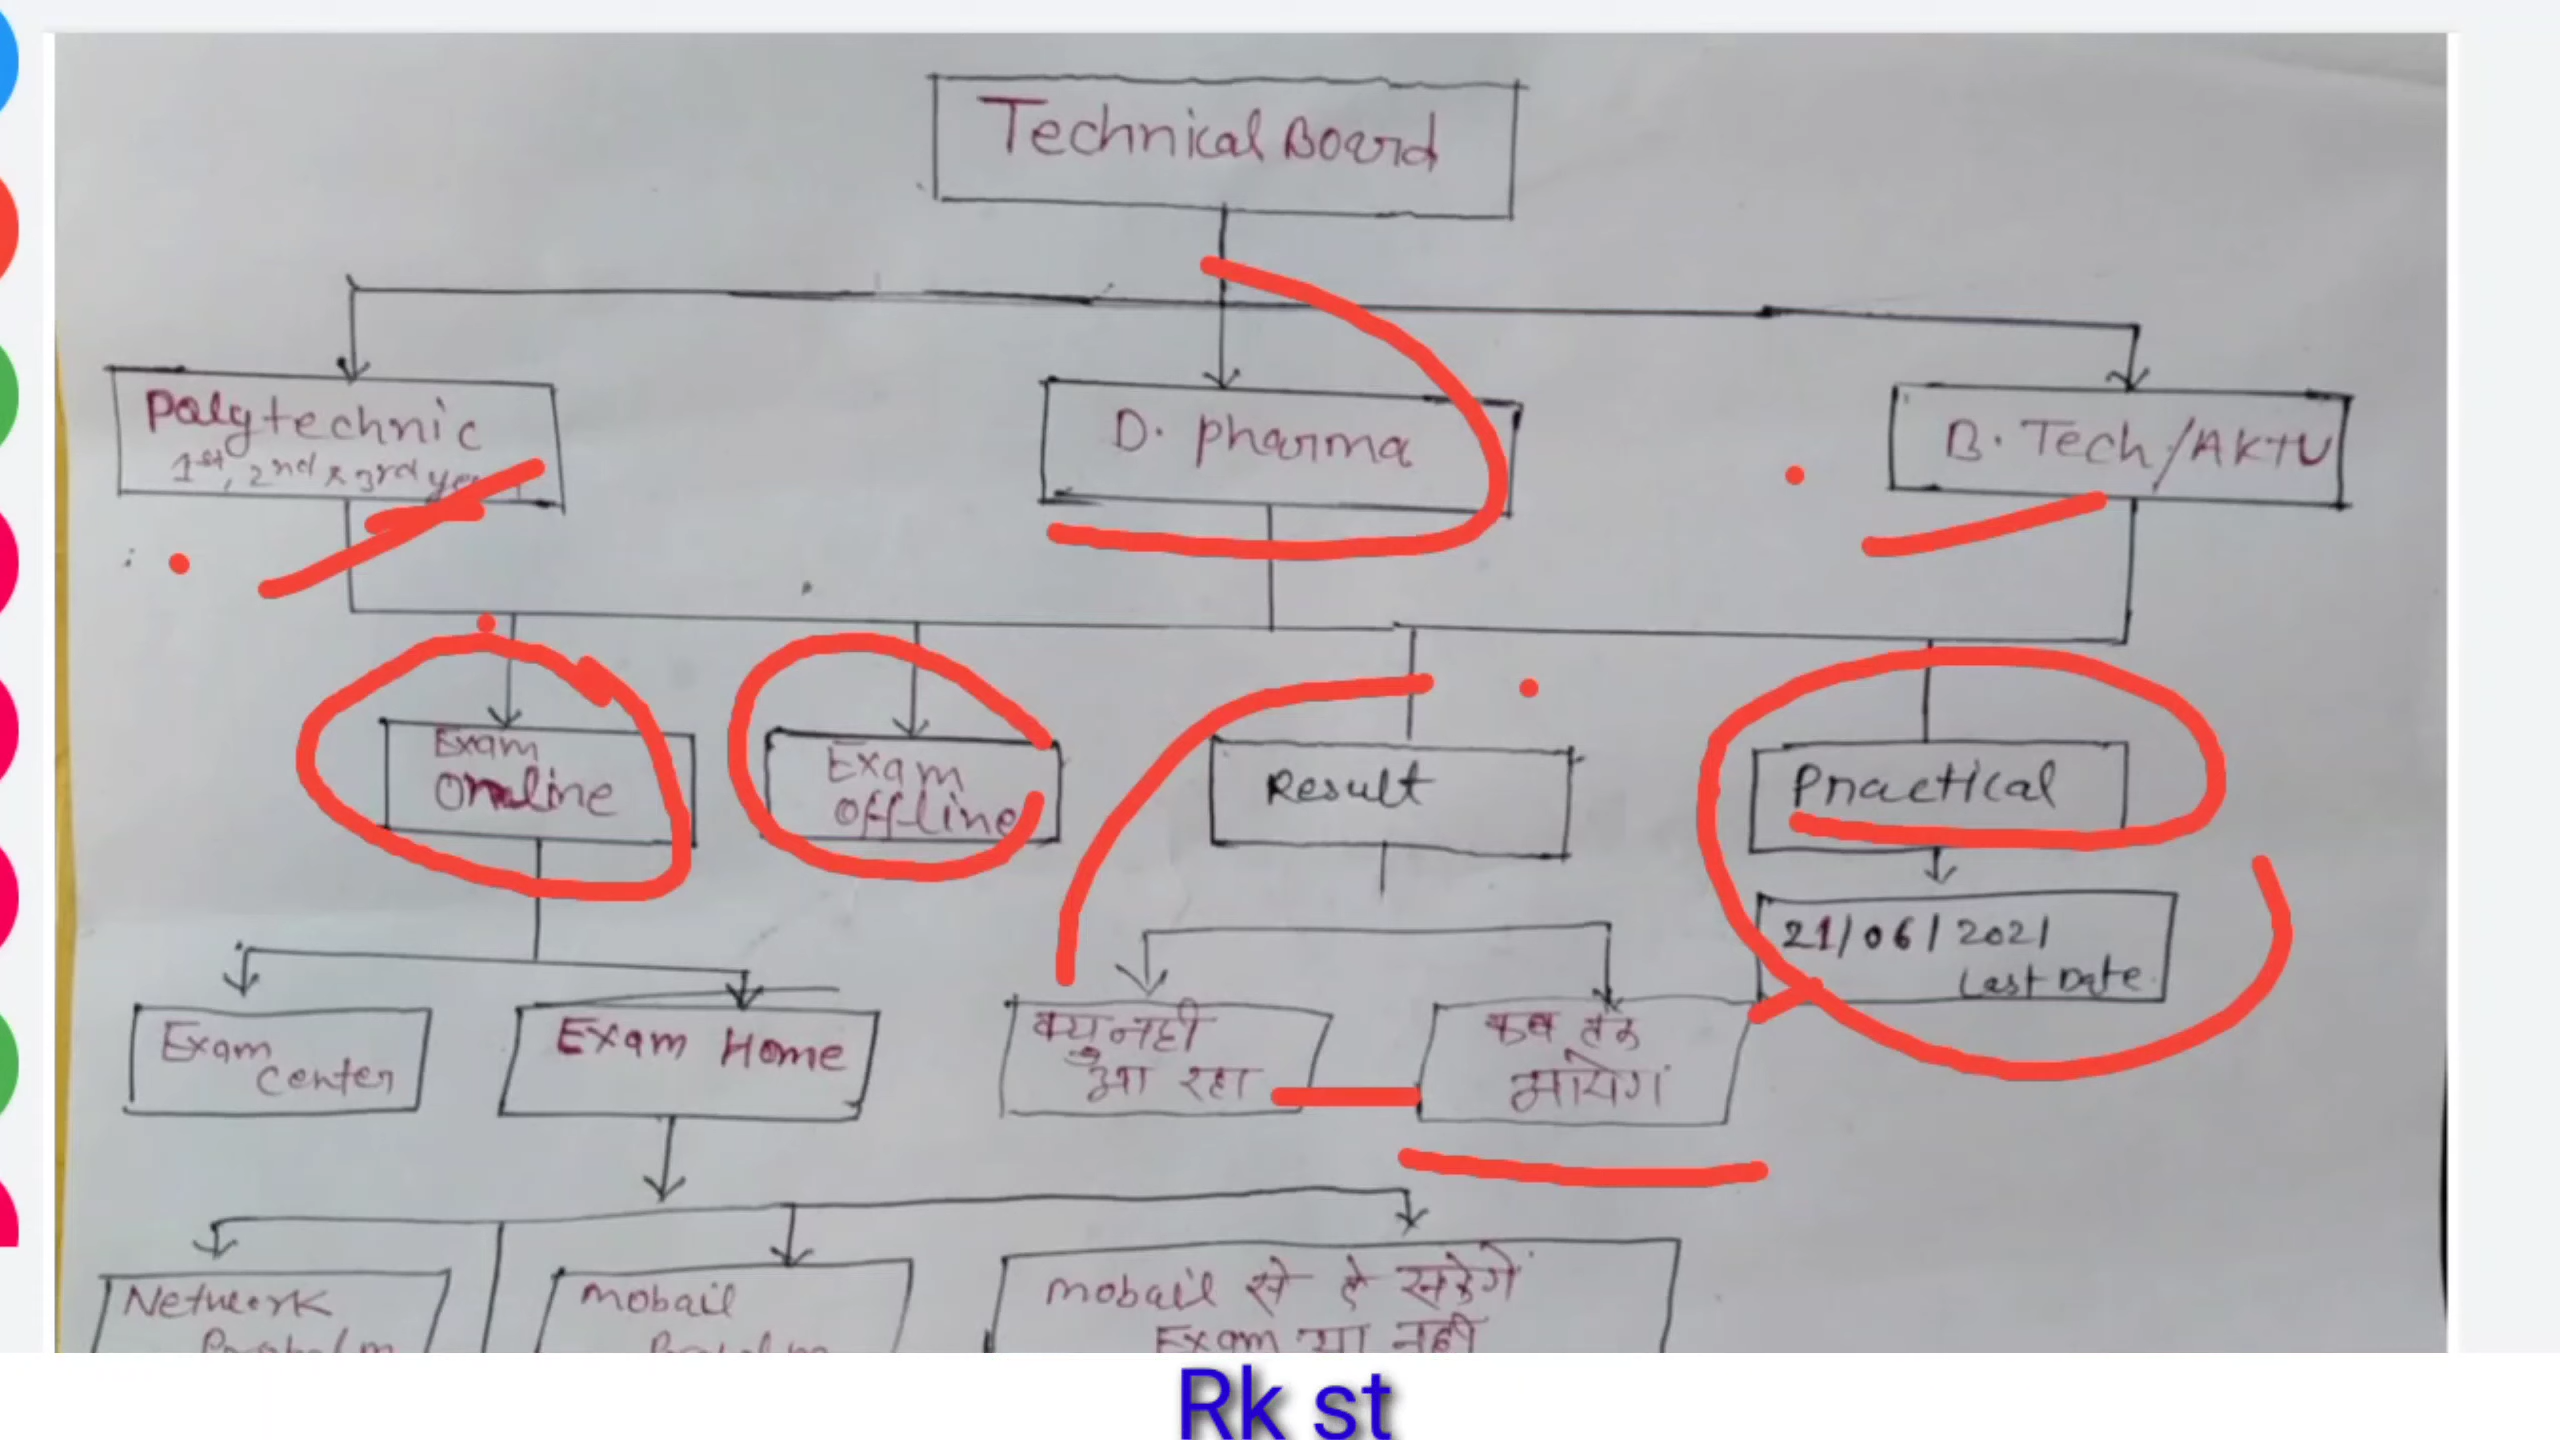 Technical Board
Polytechnic
1st, 2nd & 3rd year
D. pharma
B. Tech/AKTU
Exam
Online
Exam
Offline
Result
Practical
21/06/2021
Last Date
Exam
Center
Exam Home
क्यु नही
आ रहा
कब तक
आयेगा
Network
mobail
mobail से दे सकेगे
Exam या नही
Rk st